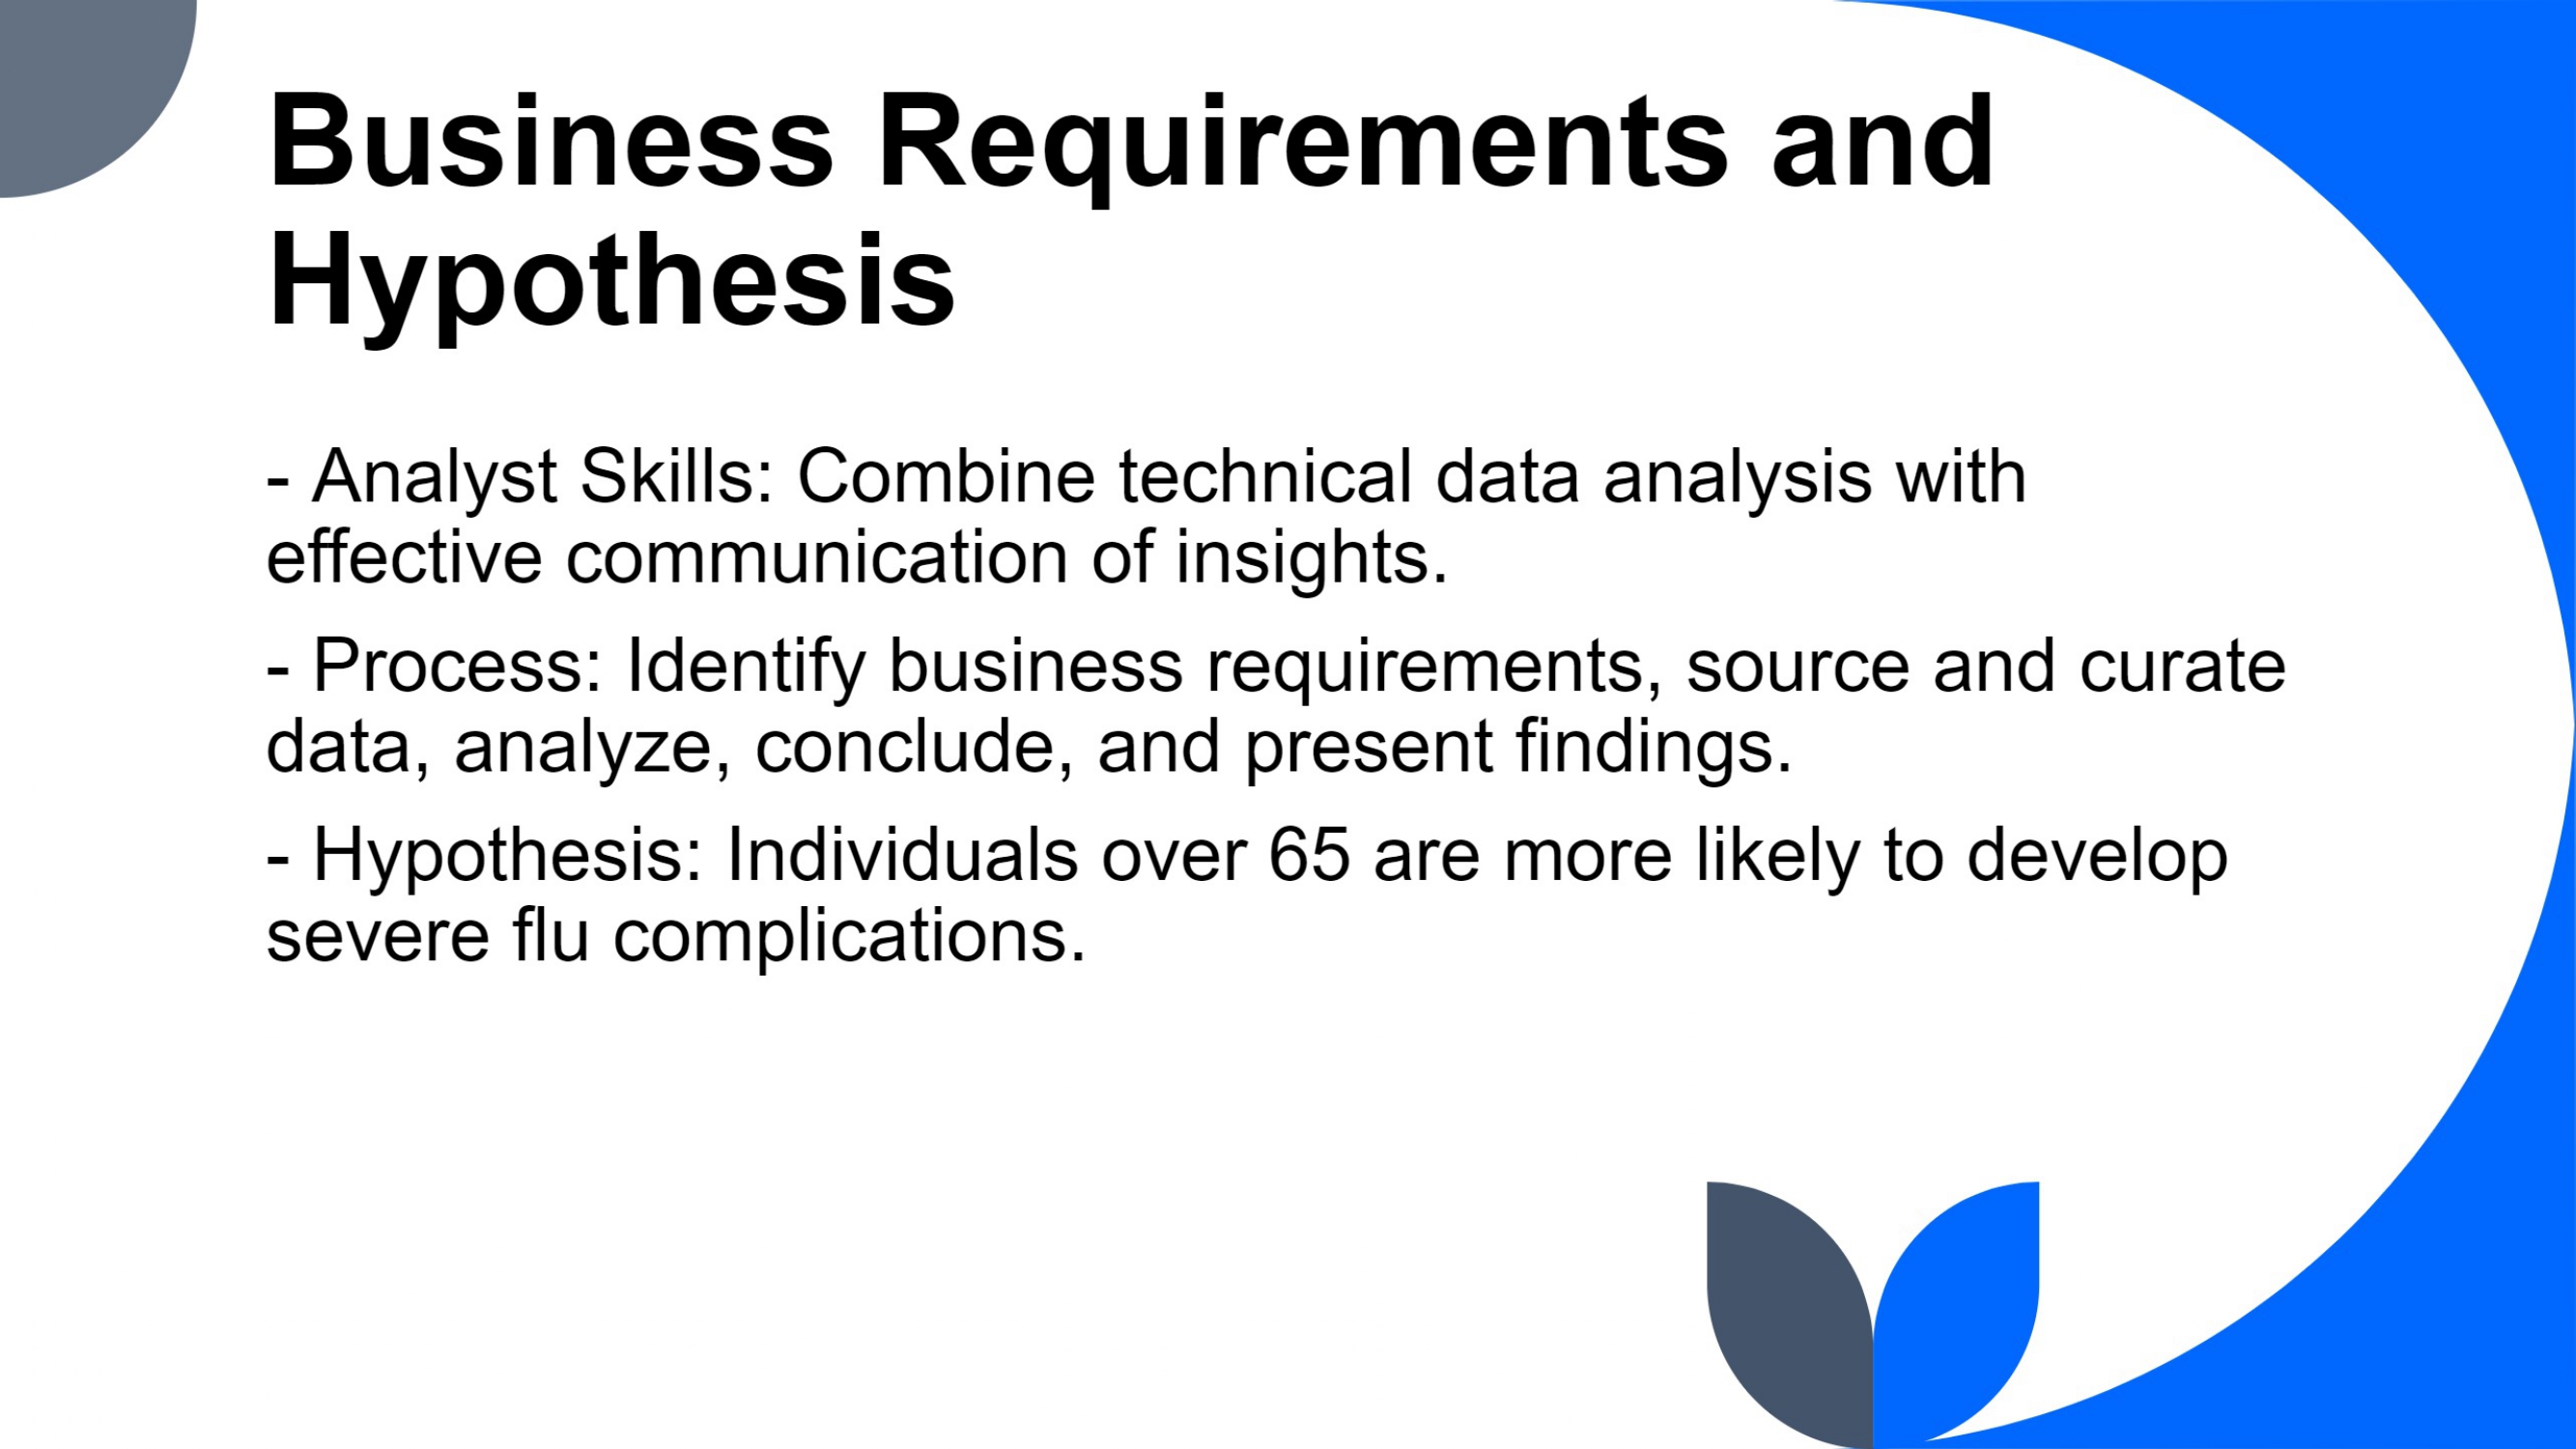 Business Requirements and
Hypothesis
- Analyst Skills: Combine technical data analysis with
effective communication of insights.
- Process: Identify business requirements, source and curate
data, analyze, conclude, and present findings.
- Hypothesis: Individuals over 65 are more likely to develop
severe flu complications.